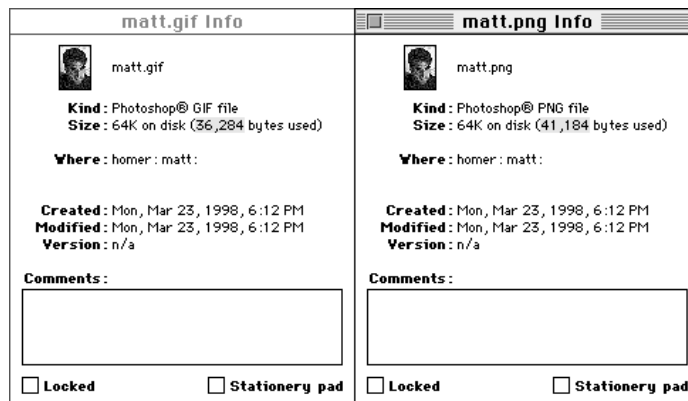 matt.gif Info
matt.gif
Kind: Photoshop® GIF file
Size: 64K on disk (36,284 bytes used)
Where: homer: matt:
Created: Mon, Mar 23, 1998, 6:12 PM
Modified: Mon, Mar 23, 1998, 6:12 PM
Version: n/a
Comments:
Locked
Stationery pad
matt.png Info
matt.png
Kind: Photoshop® PNG file
Size: 64K on disk (41,184 bytes used)
Where: homer: matt:
Created: Mon, Mar 23, 1998, 6:12 PM
Modified: Mon, Mar 23, 1998, 6:12 PM
Version: n/a
Comments:
Locked
Stationery pad